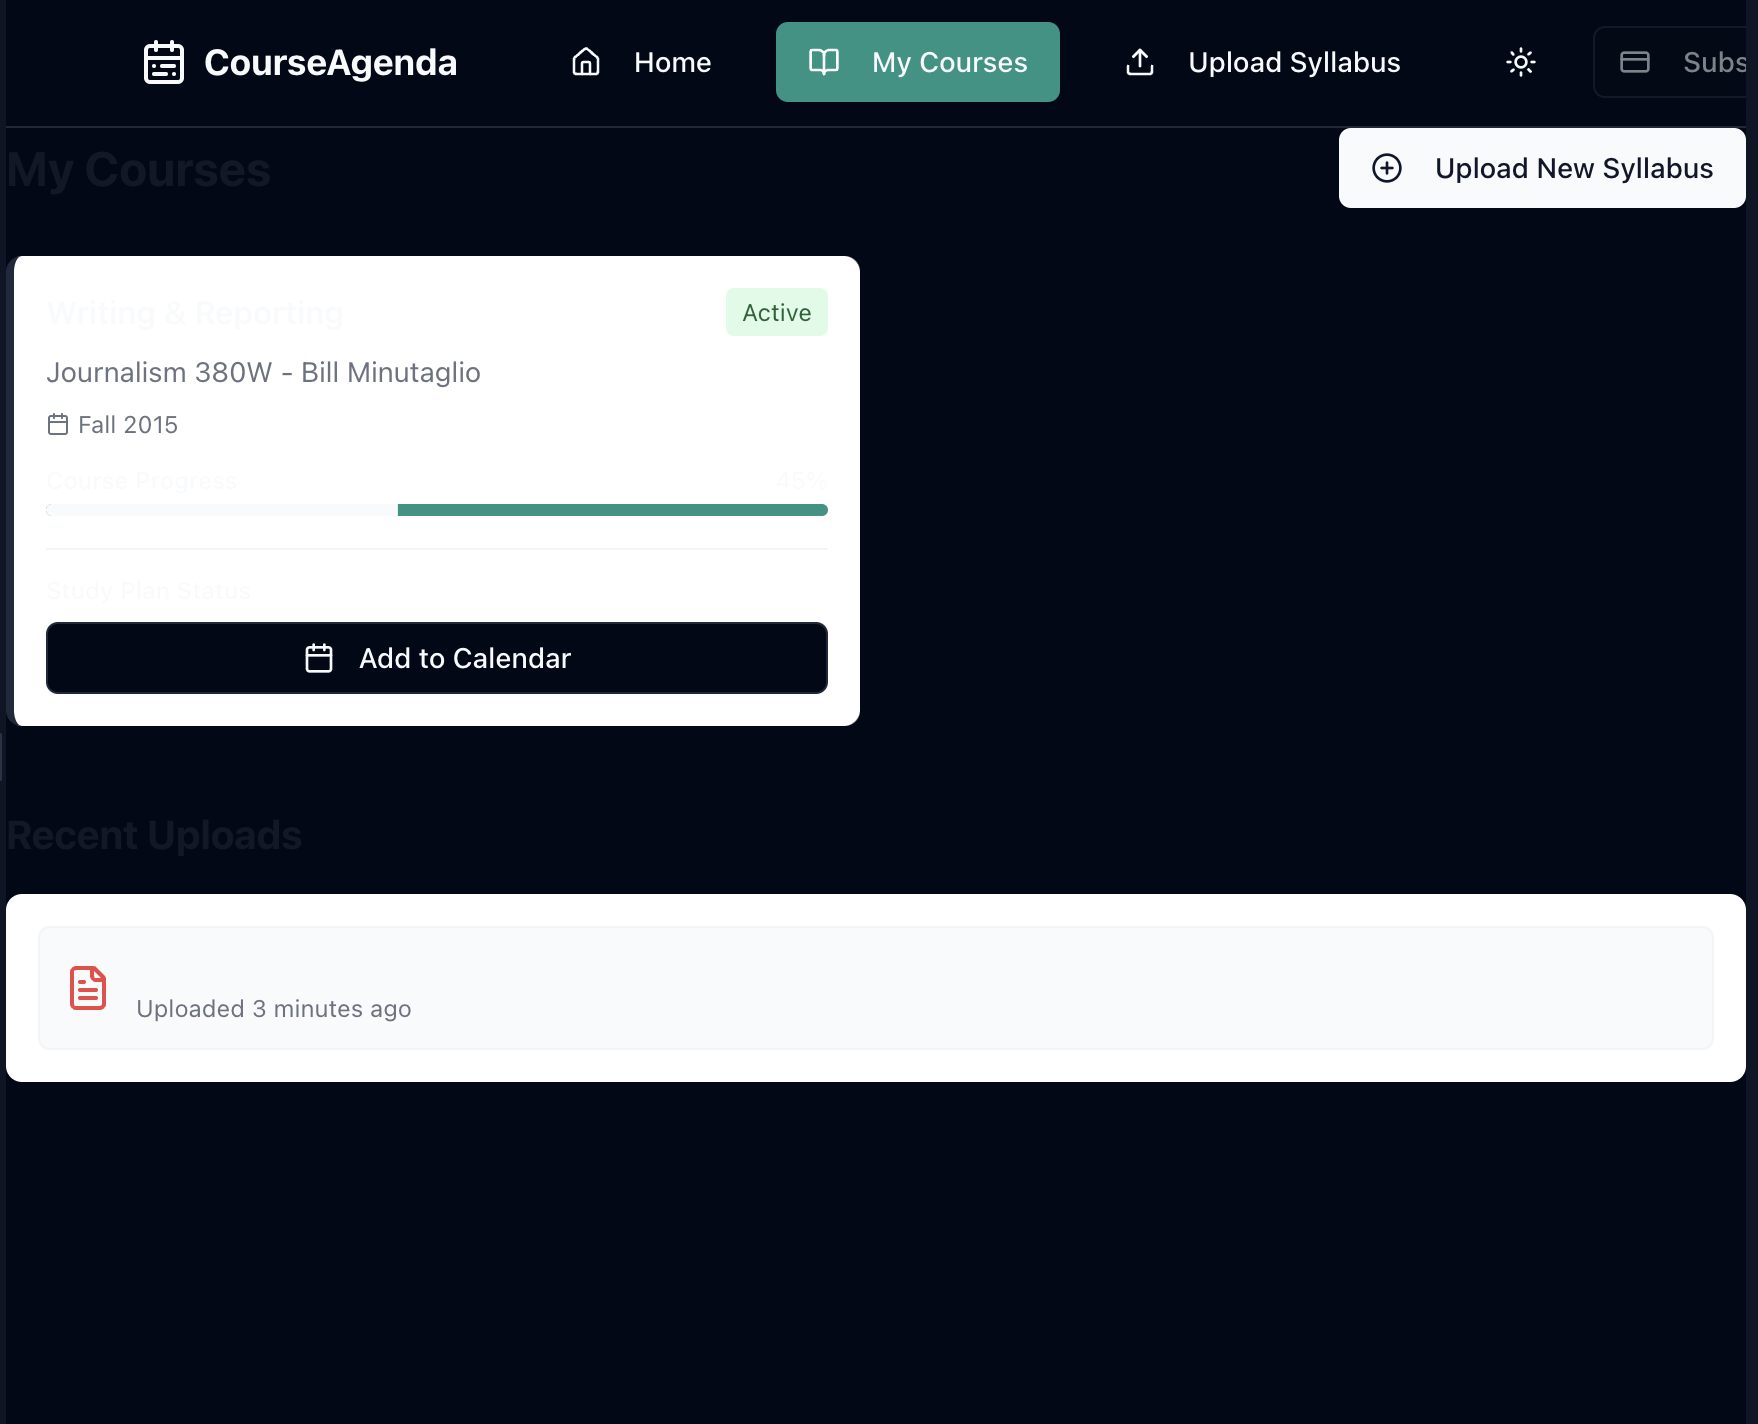 CourseAgenda
Home
My Courses
Upload Syllabus
Subs
My Courses
Upload New Syllabus
Writing & Reporting
Active
Journalism 380W - Bill Minutaglio
Fall 2015
Course Progress
45%
Study Plan Status
Add to Calendar
Recent Uploads
Uploaded 3 minutes ago